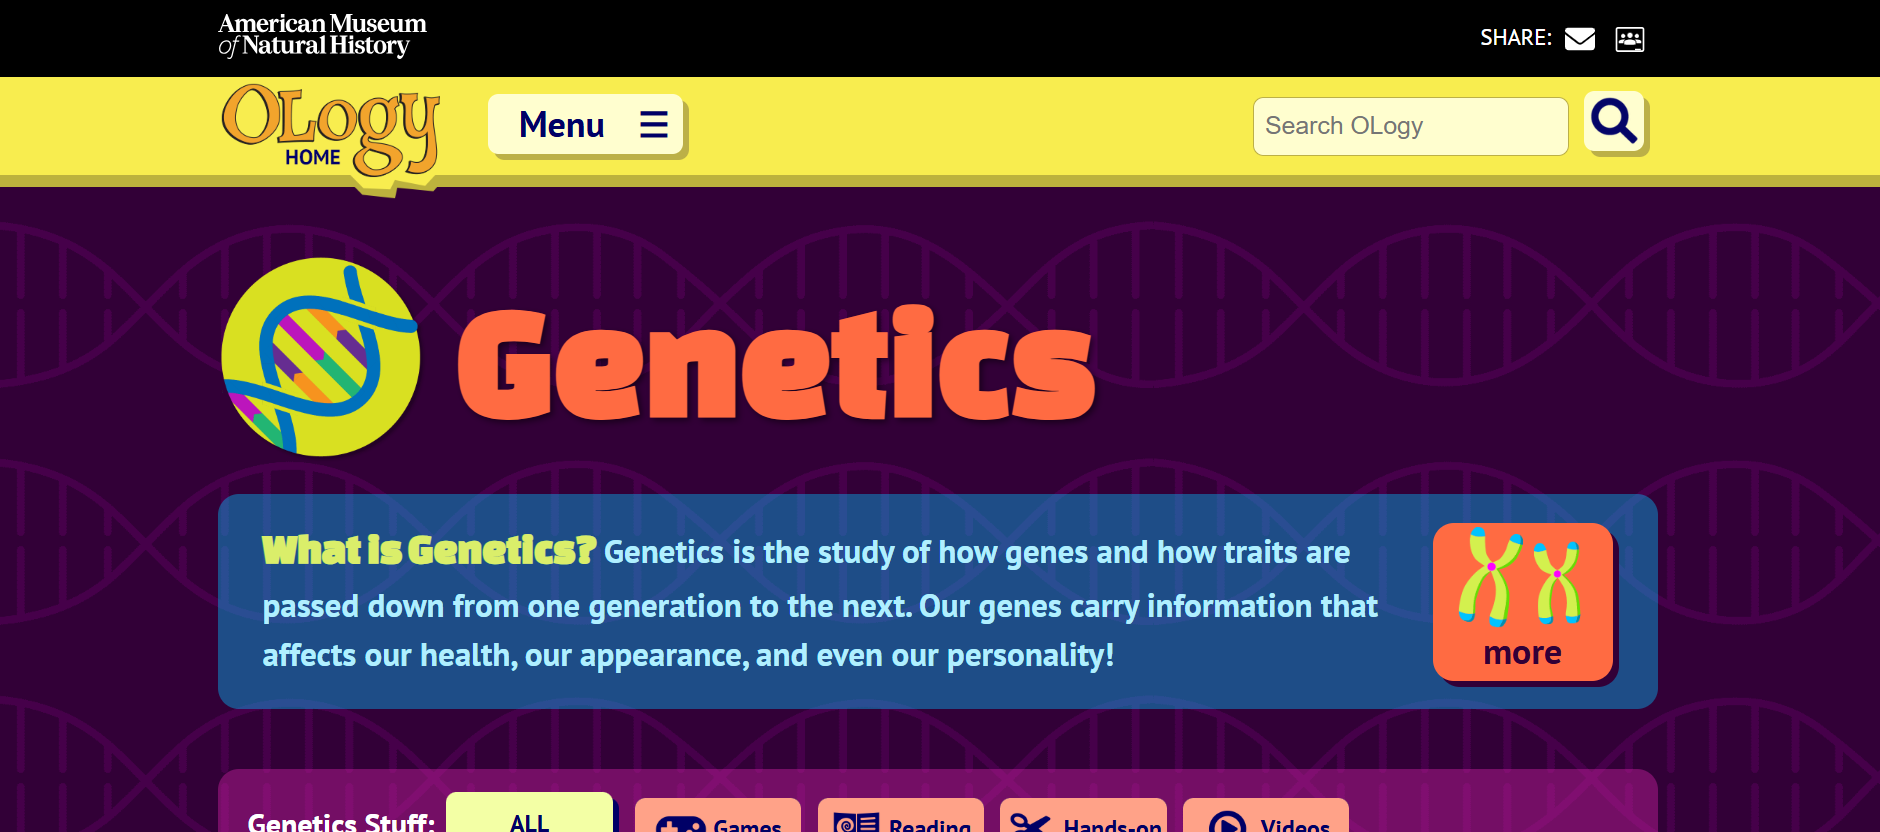 American Museum
of Natural History
SHARE:
OLogy
HOME
Menu
Search OLogy
Genetics
What is Genetics? Genetics is the study of how genes and how traits are
passed down from one generation to the next. Our genes carry information that
affects our health, our appearance, and even our personality!
more
Genetics Stuff:
ALL
Games
Reading
Hands-on
Videos